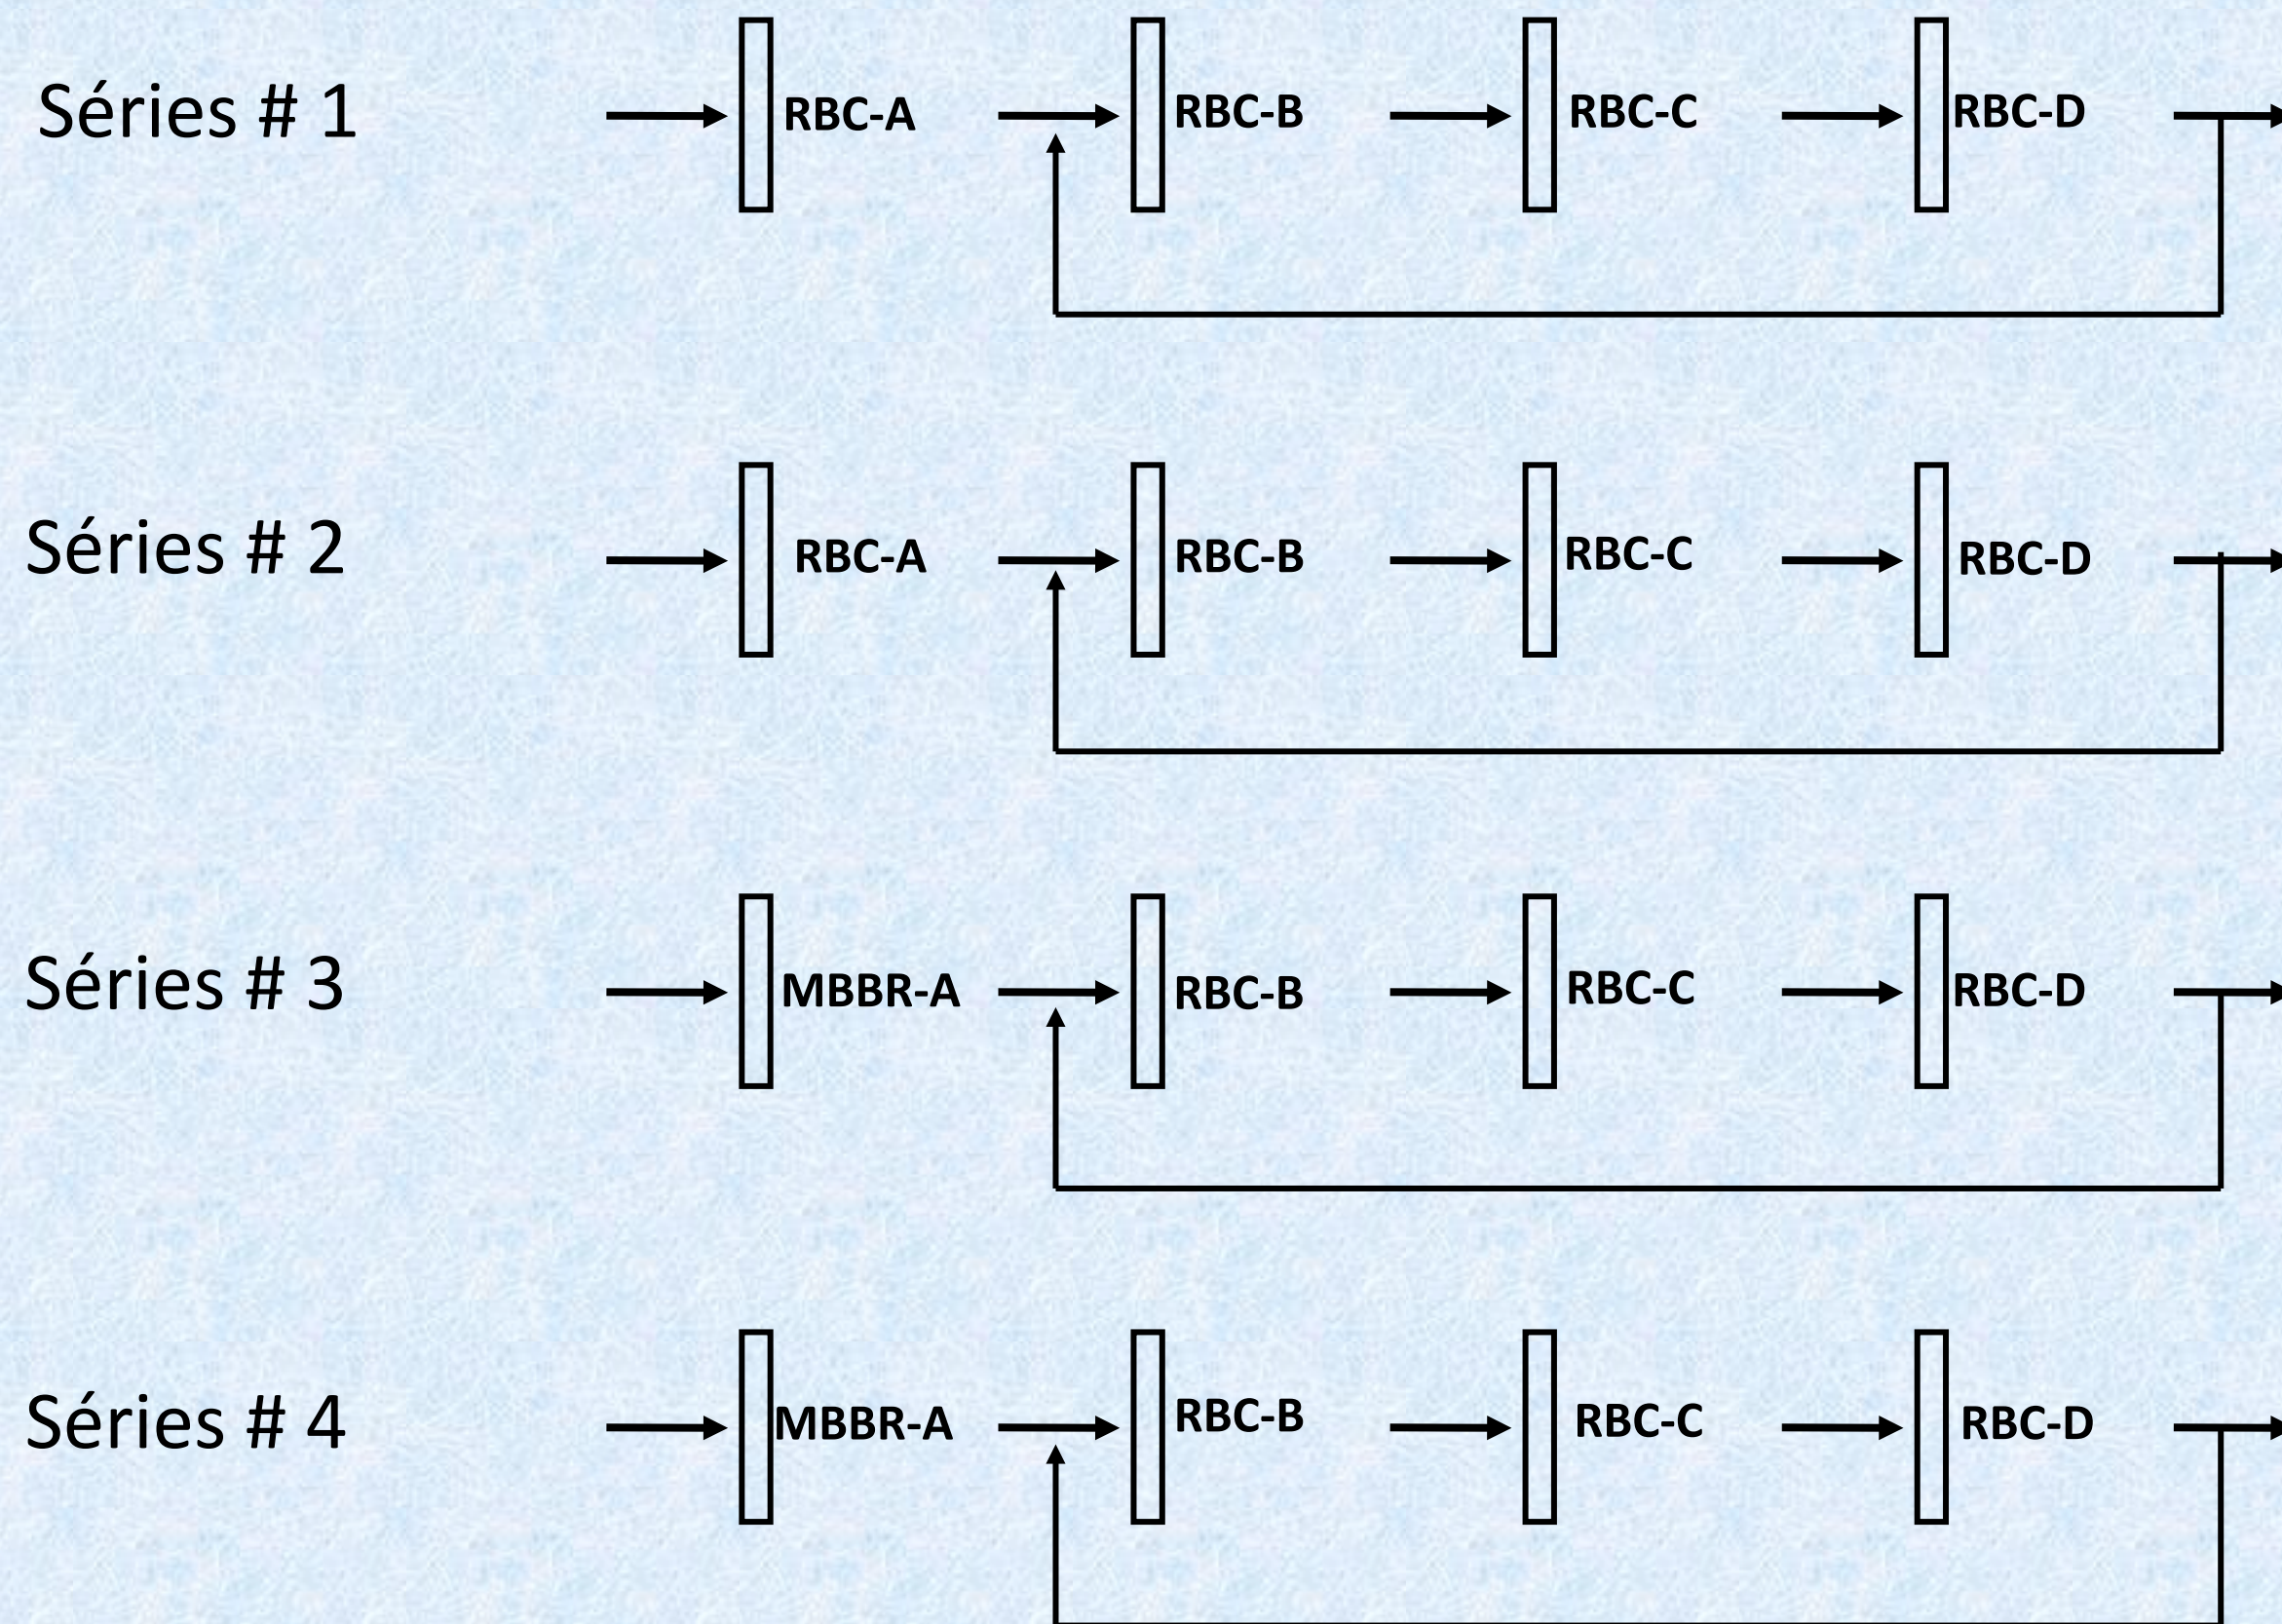 Séries # 1
RBC-A
RBC-B
RBC-C
RBC-D
Séries # 2
RBC-A
RBC-B
RBC-C
RBC-D
Séries # 3
MBBR-A
RBC-B
RBC-C
RBC-D
Séries # 4
MBBR-A
RBC-B
RBC-C
RBC-D